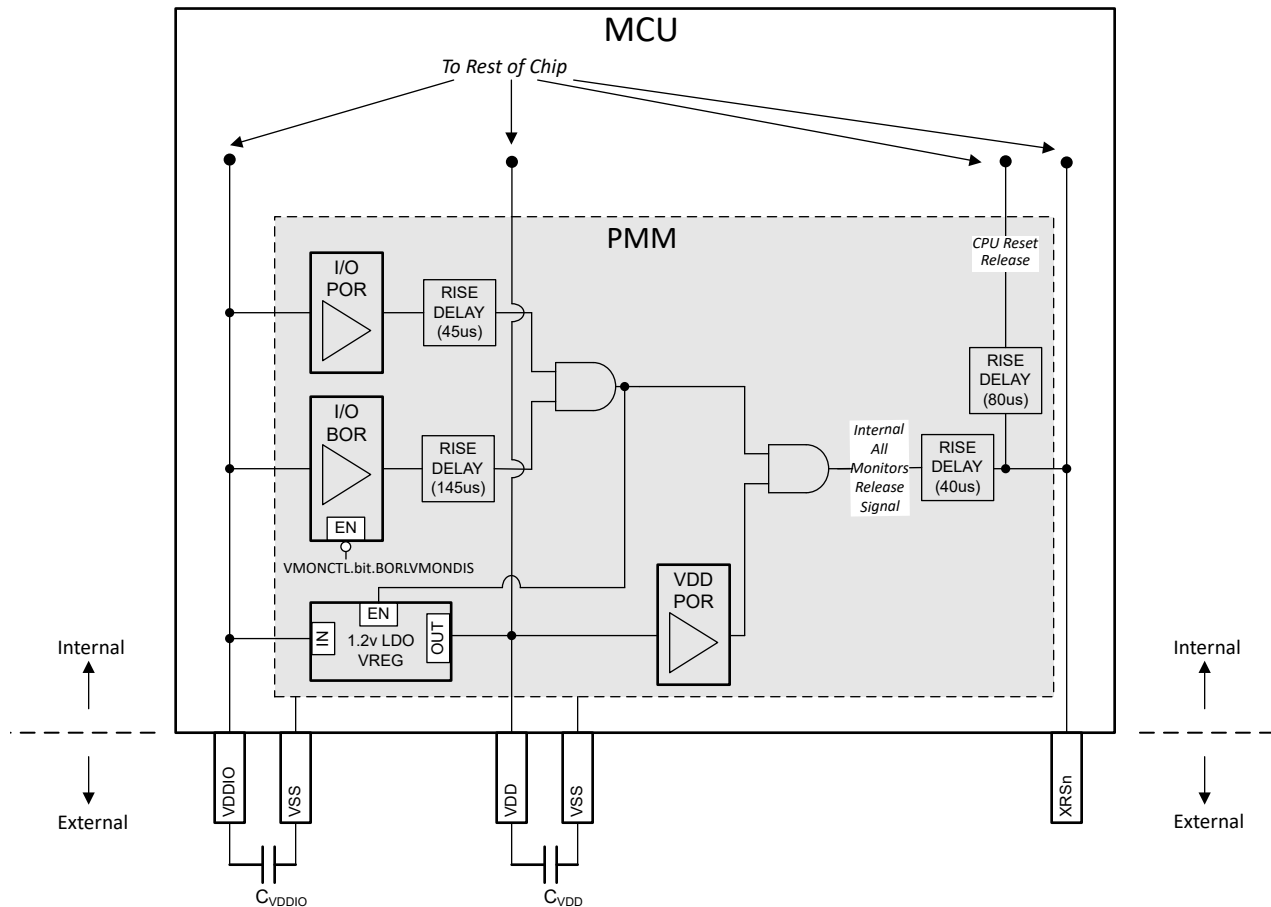 MCU
To Rest of Chip
PMM
I/O
POR
RISE
DELAY
(45us)
CPU Reset
Release
I/O
BOR
EN
RISE
DELAY
(145us)
RISE
DELAY
(80us)
Internal
All
Monitors
Release
Signal
RISE
DELAY
(40us)
VMONCTL.bit.BORLVMONDIS
EN
IN
1.2v LDO
VREG
OUT
VDD
POR
Internal
Internal
External
External
VDDIO
VSS
VDD
VSS
XRSn
CVDDIO
CVDD